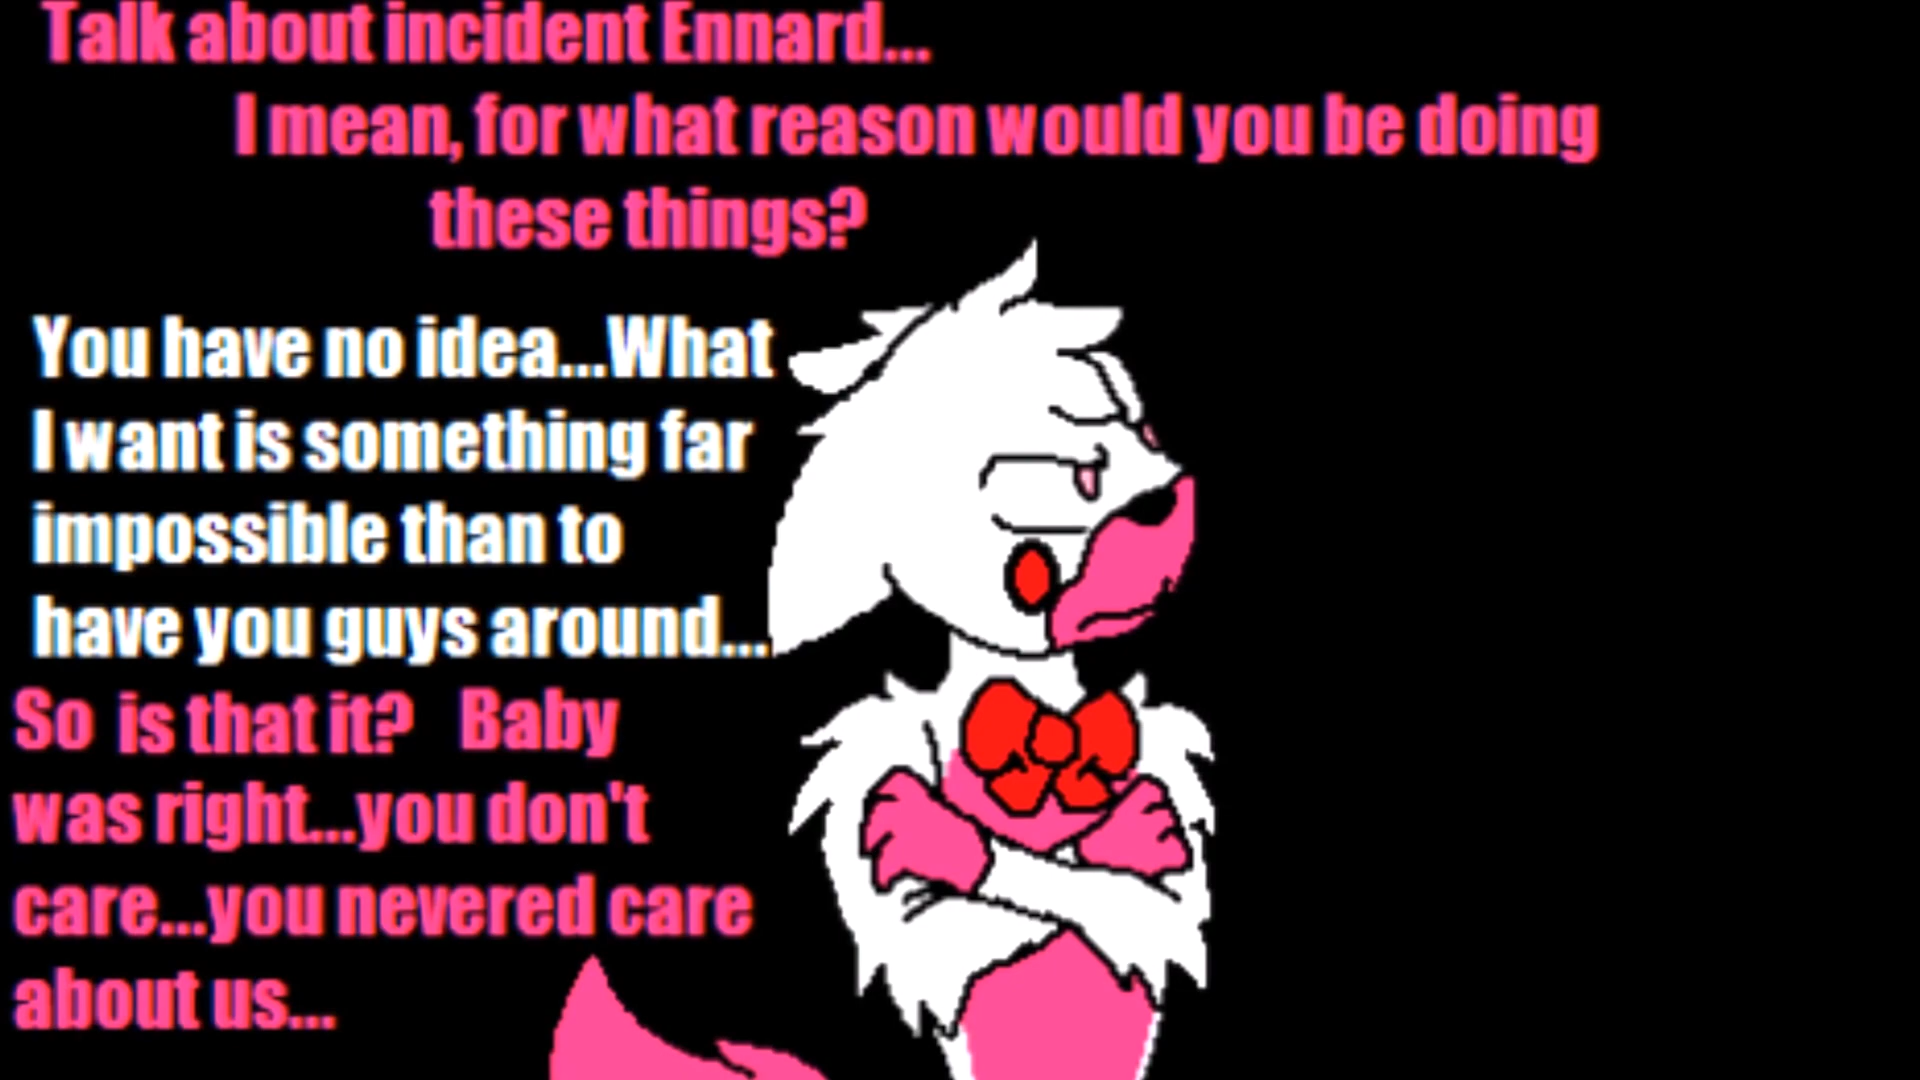 Talk about incident Ennard...
I mean, for what reason would you be doing
these things?
You have no idea...What
I want is something far
impossible than to
have you guys around...
So is that it? Baby
was right...you don't
care...you nevered care
about us...